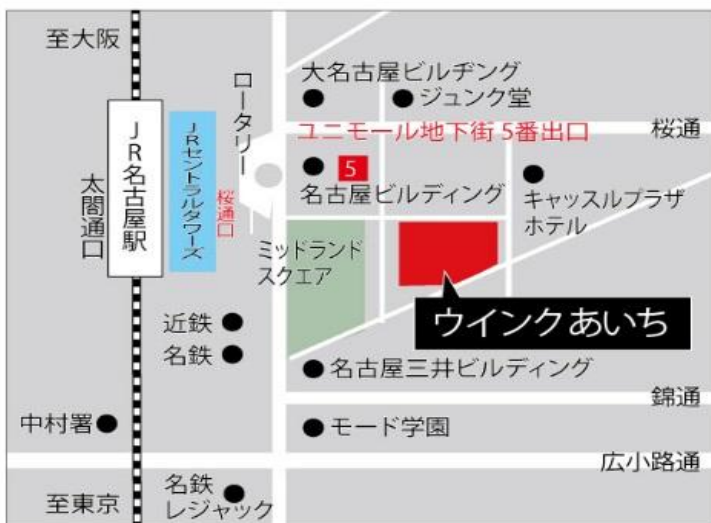 至大阪
大名古屋ビルヂング
ロータリー
ジュンク堂
ユニモール地下街 5番出口
桜通
JR名古屋駅
JRセントラルタワーズ
太閤通口
桜通口
5
名古屋ビルディング
キャッスルプラザ
ホテル
ミッドランド
スクエア
ウインクあいち
近鉄
名鉄
名古屋三井ビルディング
錦通
中村署
モード学園
広小路通
至東京
名鉄
レジャック